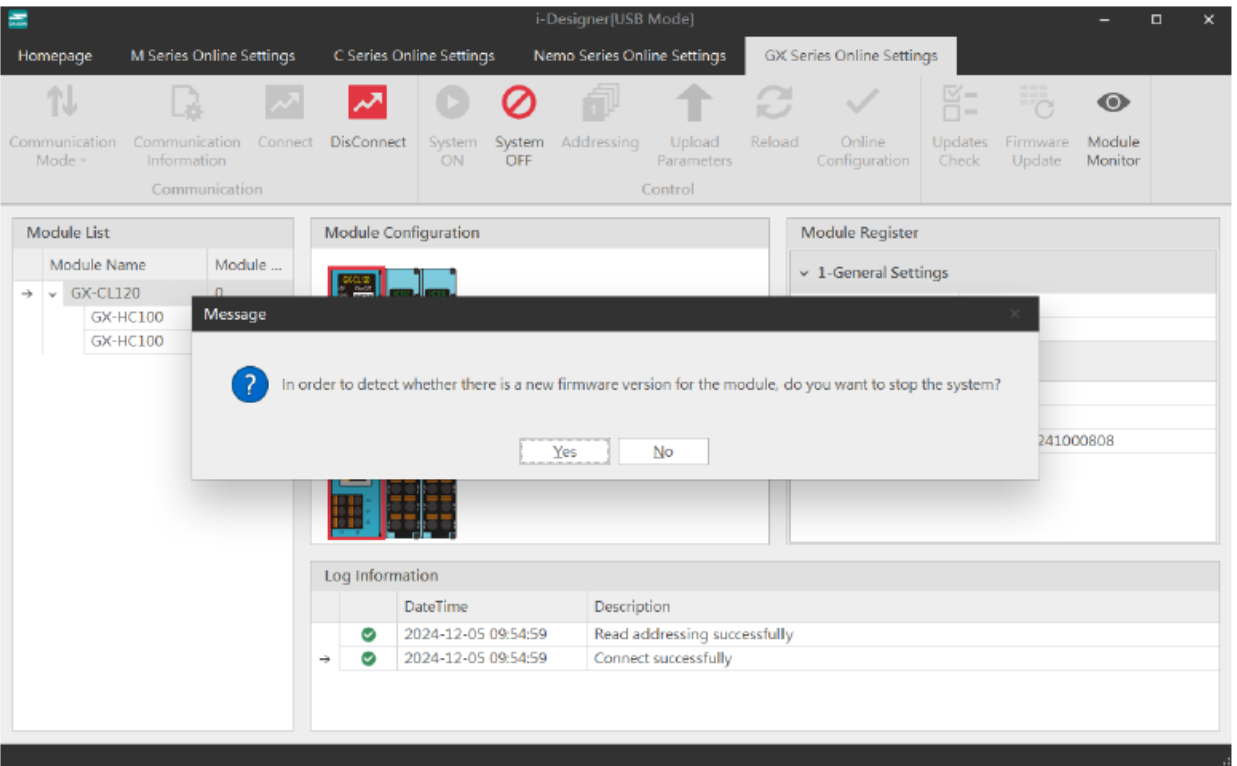 i-Designer[USB Mode]
Homepage M Series Online Settings C Series Online Settings Nemo Series Online Settings GX Series Online Settings
Communication Mode Communication Information Connect DisConnect System ON System OFF Addressing Upload Parameters Reload Online Configuration Updates Check Firmware Update Module Monitor
Communication Control
Module List
Module Name Module ...
GX-CL120 0
GX-HC100
GX-HC100
Module Configuration
Module Register
1-General Settings
241000808
Message
In order to detect whether there is a new firmware version for the module, do you want to stop the system?
Yes No
Log Information
DateTime Description
2024-12-05 09:54:59 Read addressing successfully
2024-12-05 09:54:59 Connect successfully